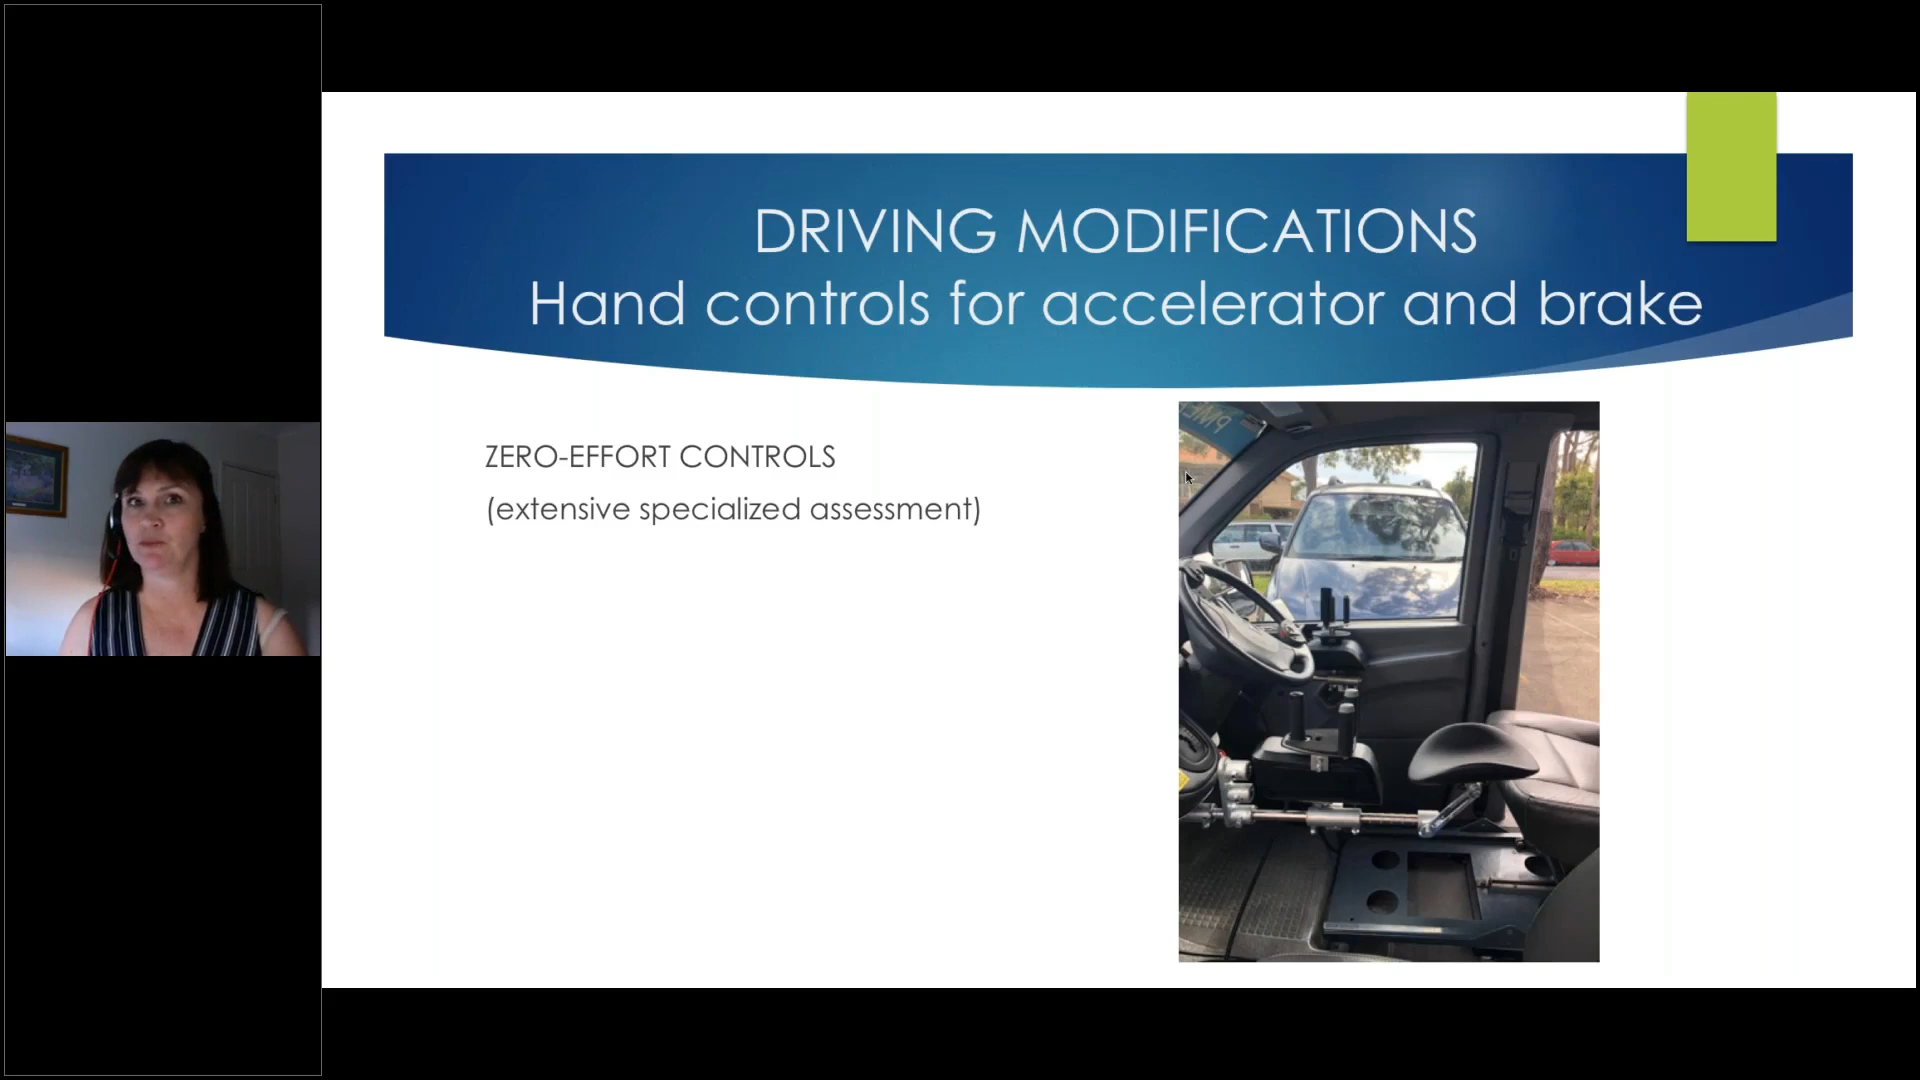 DRIVING MODIFICATIONS
Hand controls for accelerator and brake
ZERO-EFFORT CONTROLS
(extensive specialized assessment)